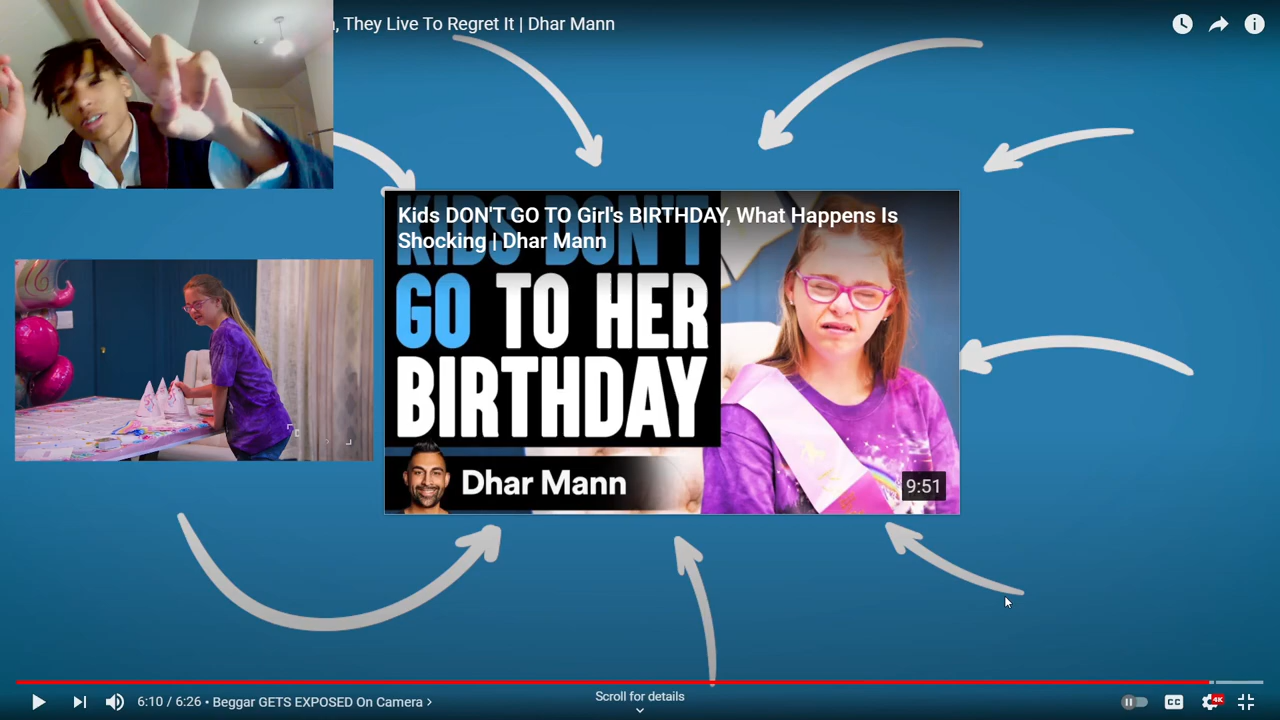 , They Live To Regret It | Dhar Mann
Kids DON'T GO TO Girl's BIRTHDAY, What Happens Is
Shocking | Dhar Mann
KIDS DON'T
GO TO HER
BIRTHDAY
Dhar Mann
9:51
6:10 / 6:26 • Beggar GETS EXPOSED On Camera >
Scroll for details
CC
4K